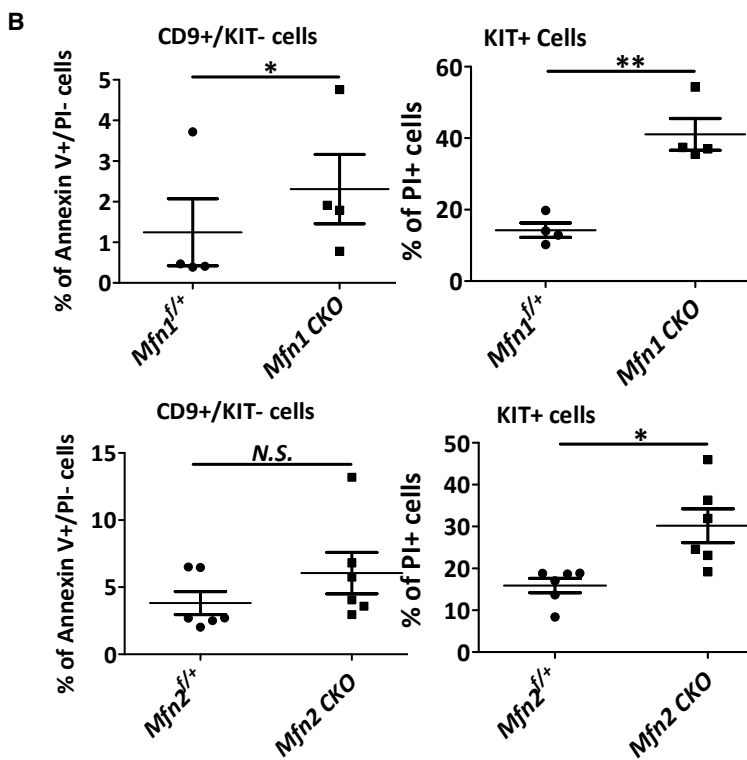 B
CD9+/KIT- cells
% of Annexin V+/PI- cells
5
4
3
2
1
0
*
Mfn1f/+
Mfn1 CKO
KIT+ Cells
% of PI+ cells
60
40
20
0
**
Mfn1f/+
Mfn1 CKO
CD9+/KIT- cells
% of Annexin V+/PI- cells
15
10
5
0
N.S.
Mfn2f/+
Mfn2 CKO
KIT+ cells
% of PI+ cells
50
40
30
20
10
0
*
Mfn2f/+
Mfn2 CKO